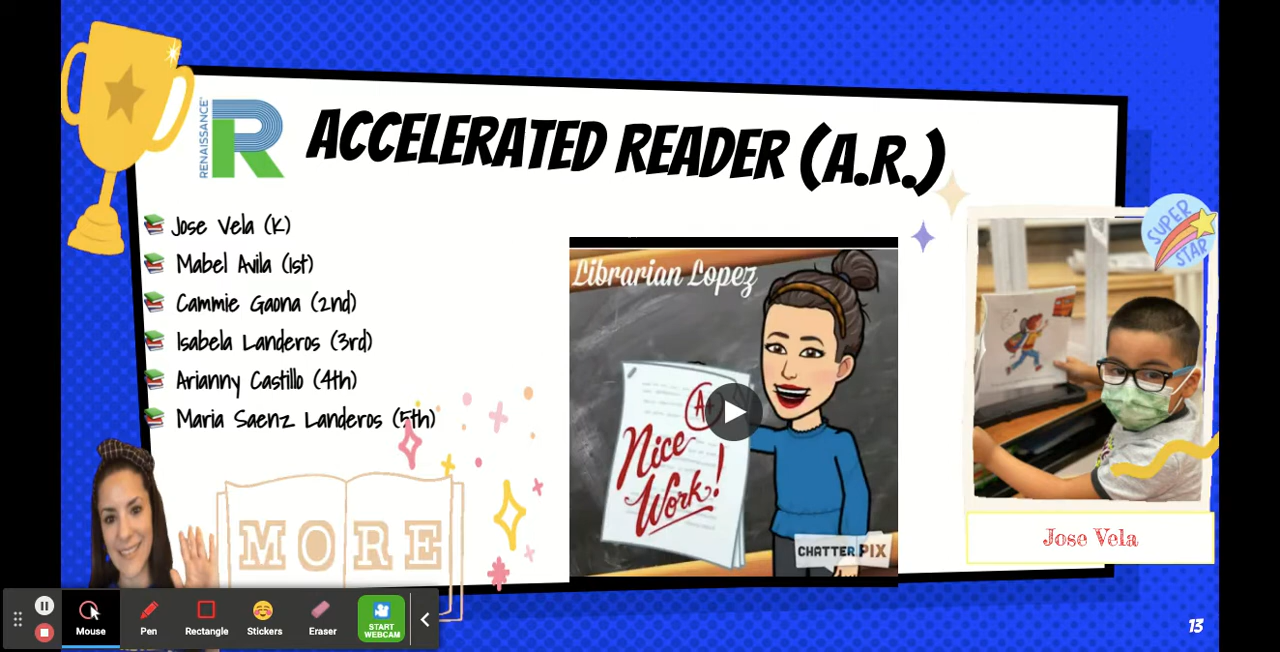 RENAISSANCE
ACCELERATED READER (A.R.)
Jose Vela (K)
Mabel Avila (1st)
Cammie Gaona (2nd)
Isabela Landeros (3rd)
Arianny Castillo (4th)
Maria Saenz Landeros (5th)
MORE
Librarian Lopez
A+
Nice
Work!
CHATTER PIX
SUPER
STAR
Jose Vela
Mouse
Pen
Rectangle
Stickers
Eraser
START
WEBCAM
13